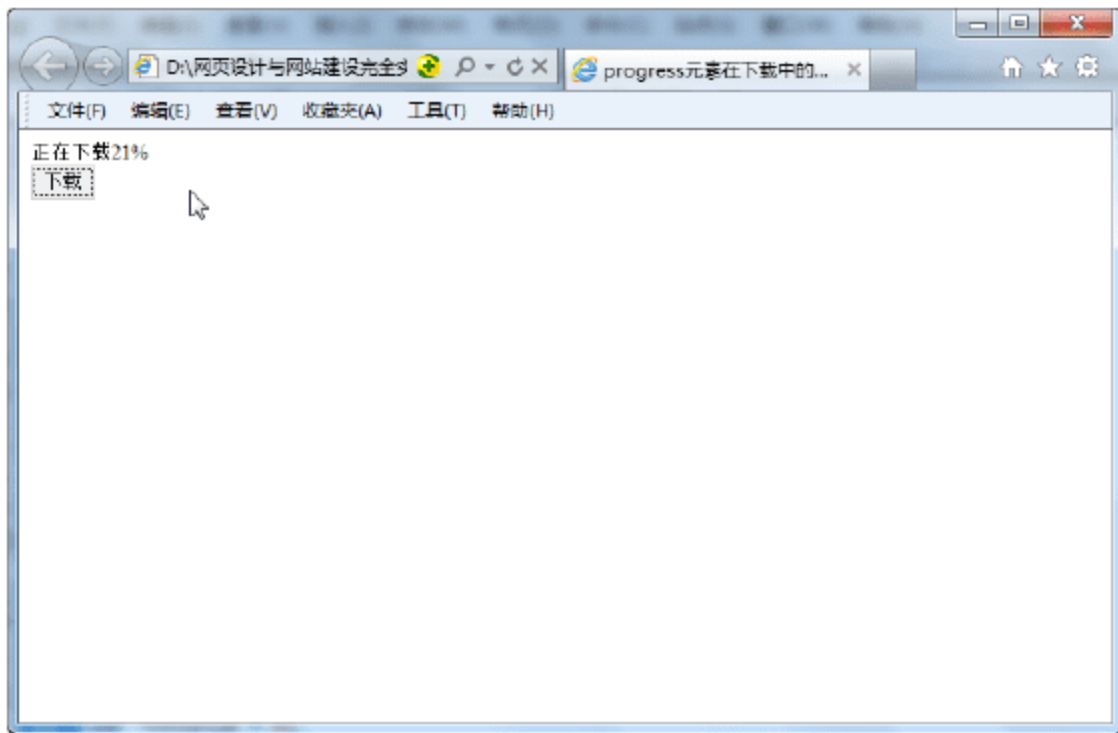 D:\网页设计与网站建设完全
progress元素在下载中的...
文件(F) 编辑(E) 查看(V) 收藏夹(A) 工具(T) 帮助(H)
正在下载21%
下载